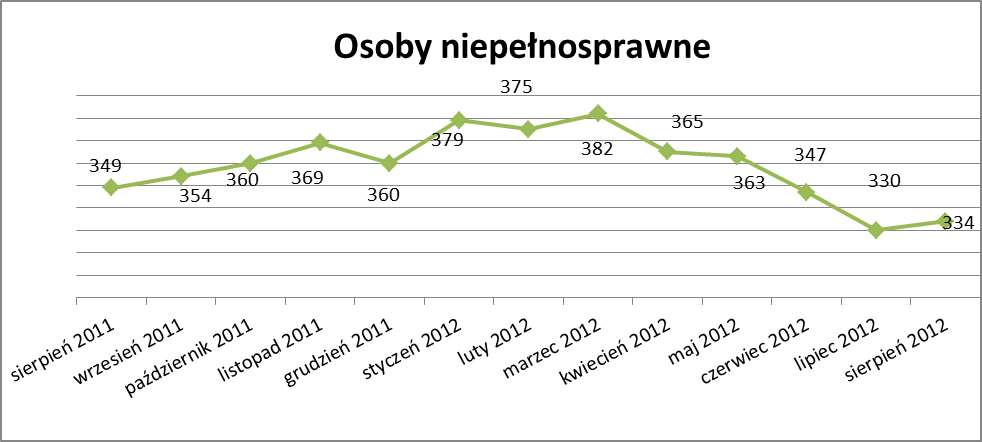 Osoby niepełnosprawne
349
354
360
369
360
379
375
382
365
363
347
330
334
sierpień 2011
wrzesień 2011
październik 2011
listopad 2011
grudzień 2011
styczeń 2012
luty 2012
marzec 2012
kwiecień 2012
maj 2012
czerwiec 2012
lipiec 2012
sierpień 2012